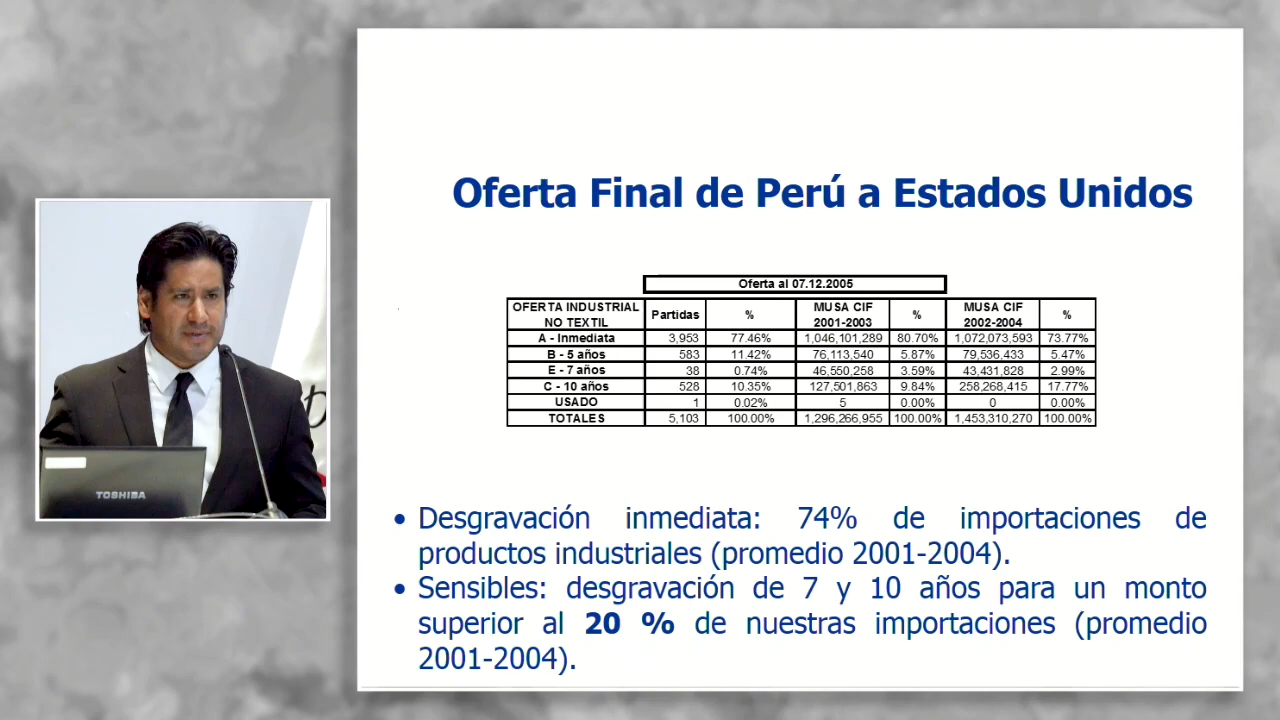 Oferta Final de Perú a Estados Unidos
Oferta al 07.12.2005
OFERTA INDUSTRIAL NO TEXTIL Partidas % MUSA CIF 2001-2003 % MUSA CIF 2002-2004 %
A - Inmediata 3,953 77.46% 1,046,101,289 80.70% 1,072,073,593 73.77%
B - 5 años 583 11.42% 76,113,540 5.87% 79,536,433 5.47%
E - 7 años 38 0.74% 46,550,258 3.59% 43,431,828 2.99%
C - 10 años 528 10.35% 127,501,863 9.84% 258,268,415 17.77%
USADO 1 0.02% 5 0.00% 0 0.00%
TOTALES 5,103 100.00% 1,296,266,955 100.00% 1,453,310,270 100.00%
• Desgravación inmediata: 74% de importaciones de
productos industriales (promedio 2001-2004).
• Sensibles: desgravación de 7 y 10 años para un monto
superior al 20 % de nuestras importaciones (promedio
2001-2004).
TOSHIBA